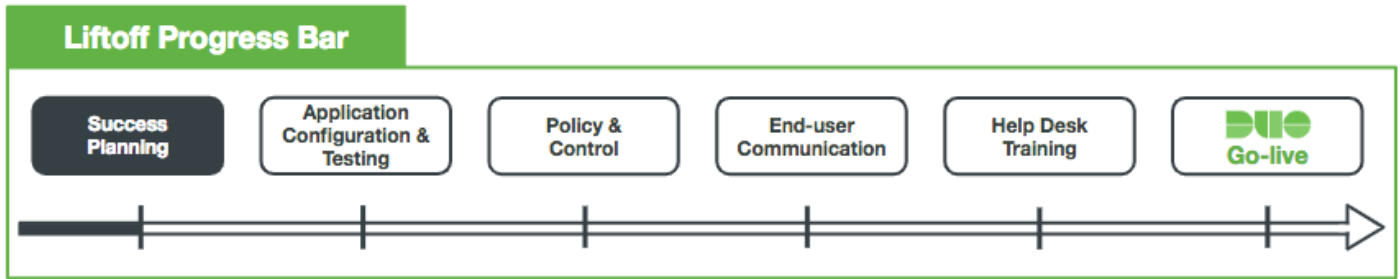 Liftoff Progress Bar
Success
Planning
Application
Configuration &
Testing
Policy &
Control
End-user
Communication
Help Desk
Training
DUO
Go-live